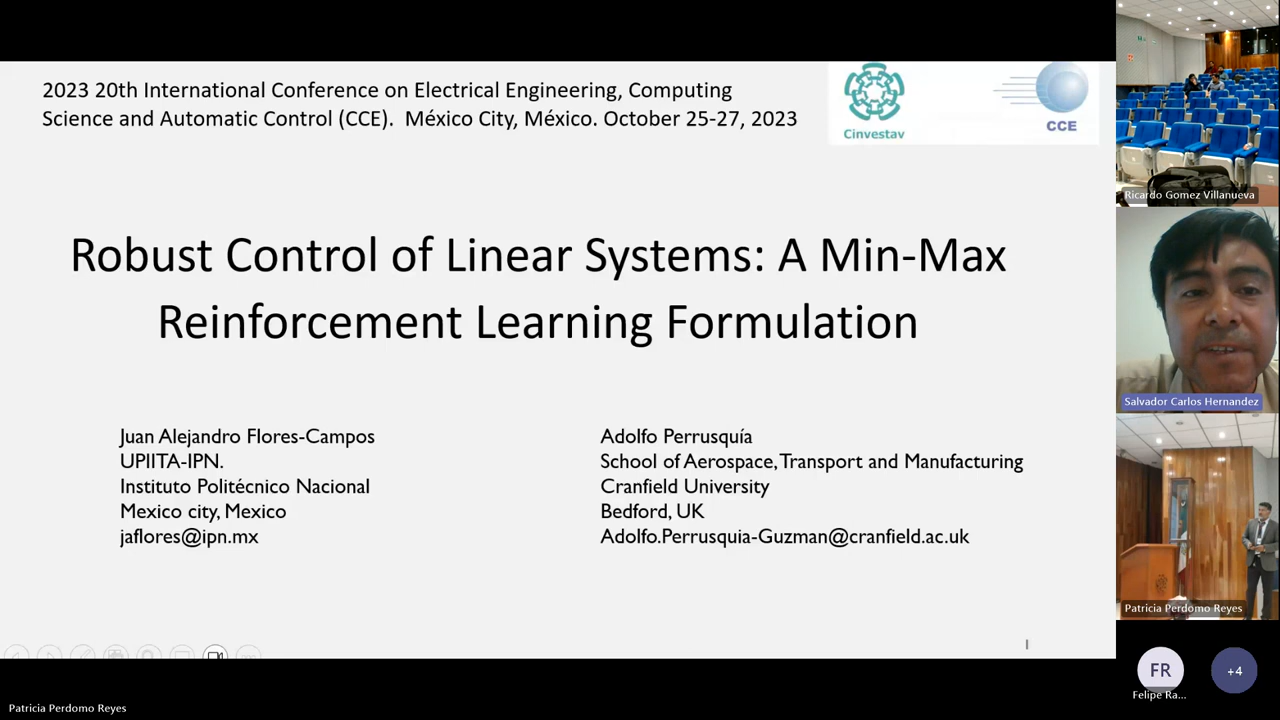 2023 20th International Conference on Electrical Engineering, Computing
Science and Automatic Control (CCE). México City, México. October 25-27, 2023
Cinvestav
CCE
Robust Control of Linear Systems: A Min-Max
Reinforcement Learning Formulation
Juan Alejandro Flores-Campos
UPIITA-IPN.
Instituto Politécnico Nacional
Mexico city, Mexico
jaflores@ipn.mx
Adolfo Perrusquía
School of Aerospace, Transport and Manufacturing
Cranfield University
Bedford, UK
Adolfo.Perrusquia-Guzman@cranfield.ac.uk
1
Ricardo Gomez Villanueva
Salvador Carlos Hernandez
Patricia Perdomo Reyes
FR
Felipe Ra...
+4
Patricia Perdomo Reyes